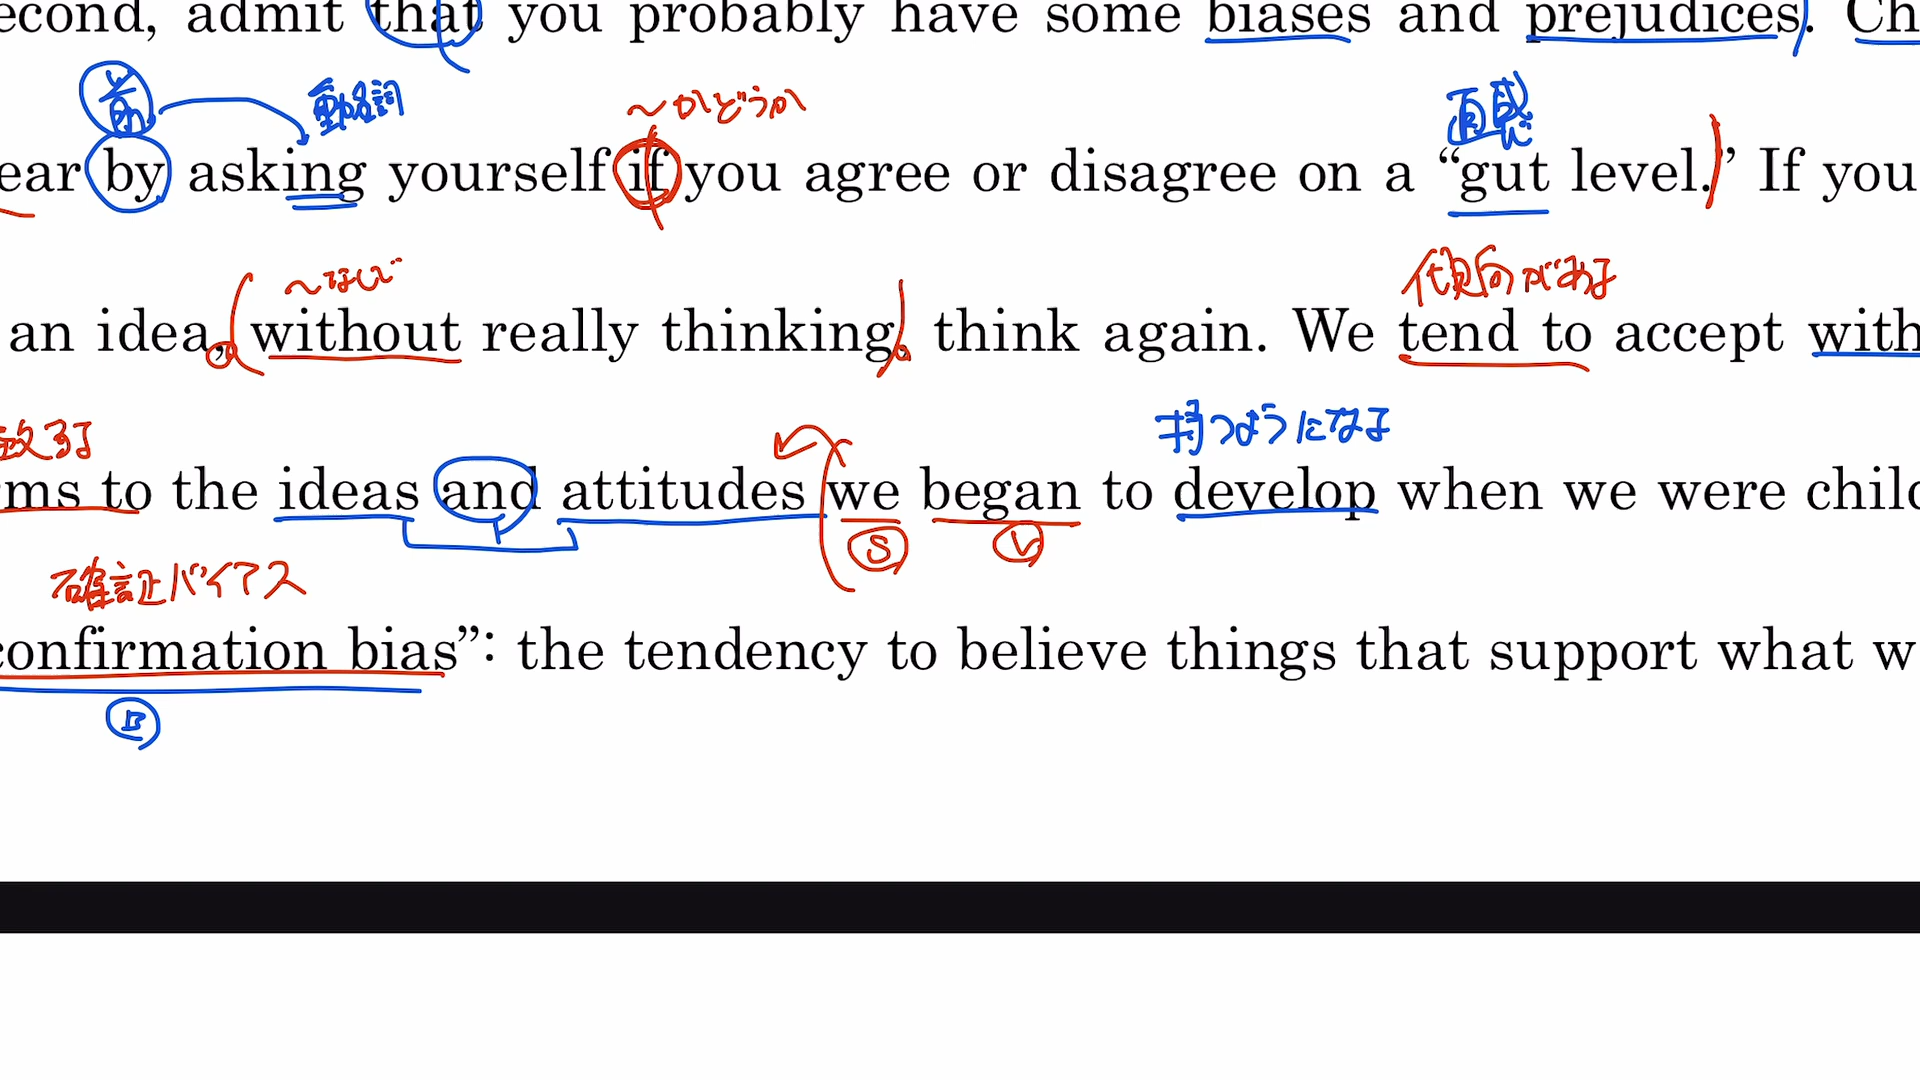 econd, admit that you probably have some biases and prejudices. Ch
前 動名詞 ~かどうか 直感
ear by asking yourself if you agree or disagree on a “gut level.” If you
~なしで 傾向がある
an idea, without really thinking, think again. We tend to accept with
致する 持つようになる
ms to the ideas and attitudes we began to develop when we were child
S V
確証バイアス
confirmation bias”: the tendency to believe things that support what w
B